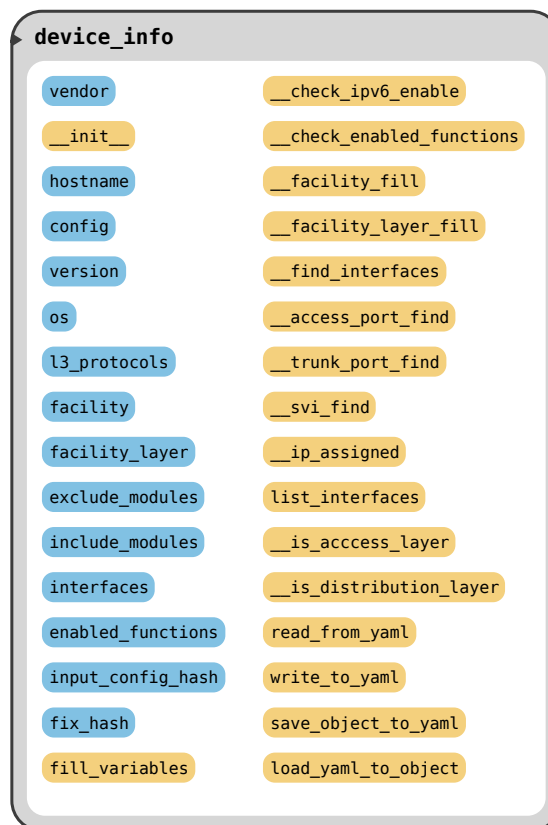 device_info
vendor
__init__
hostname
config
version
os
l3_protocols
facility
facility_layer
exclude_modules
include_modules
interfaces
enabled_functions
input_config_hash
fix_hash
fill_variables
__check_ipv6_enable
__check_enabled_functions
__facility_fill
__facility_layer_fill
__find_interfaces
__access_port_find
__trunk_port_find
__svi_find
__ip_assigned
list_interfaces
__is_acccess_layer
__is_distribution_layer
read_from_yaml
write_to_yaml
save_object_to_yaml
load_yaml_to_object